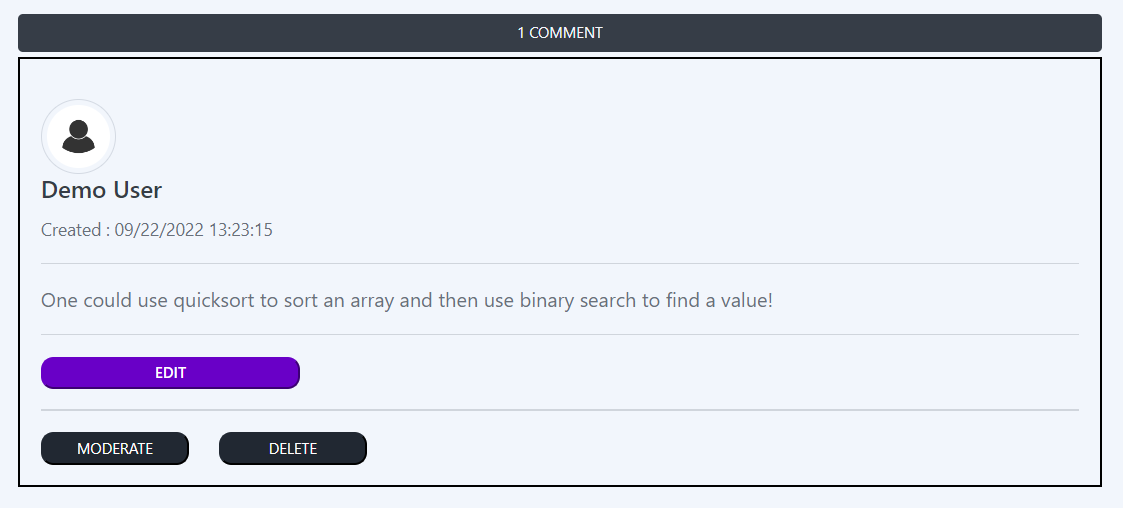 1 COMMENT
Demo User
Created : 09/22/2022 13:23:15
One could use quicksort to sort an array and then use binary search to find a value!
EDIT
MODERATE DELETE